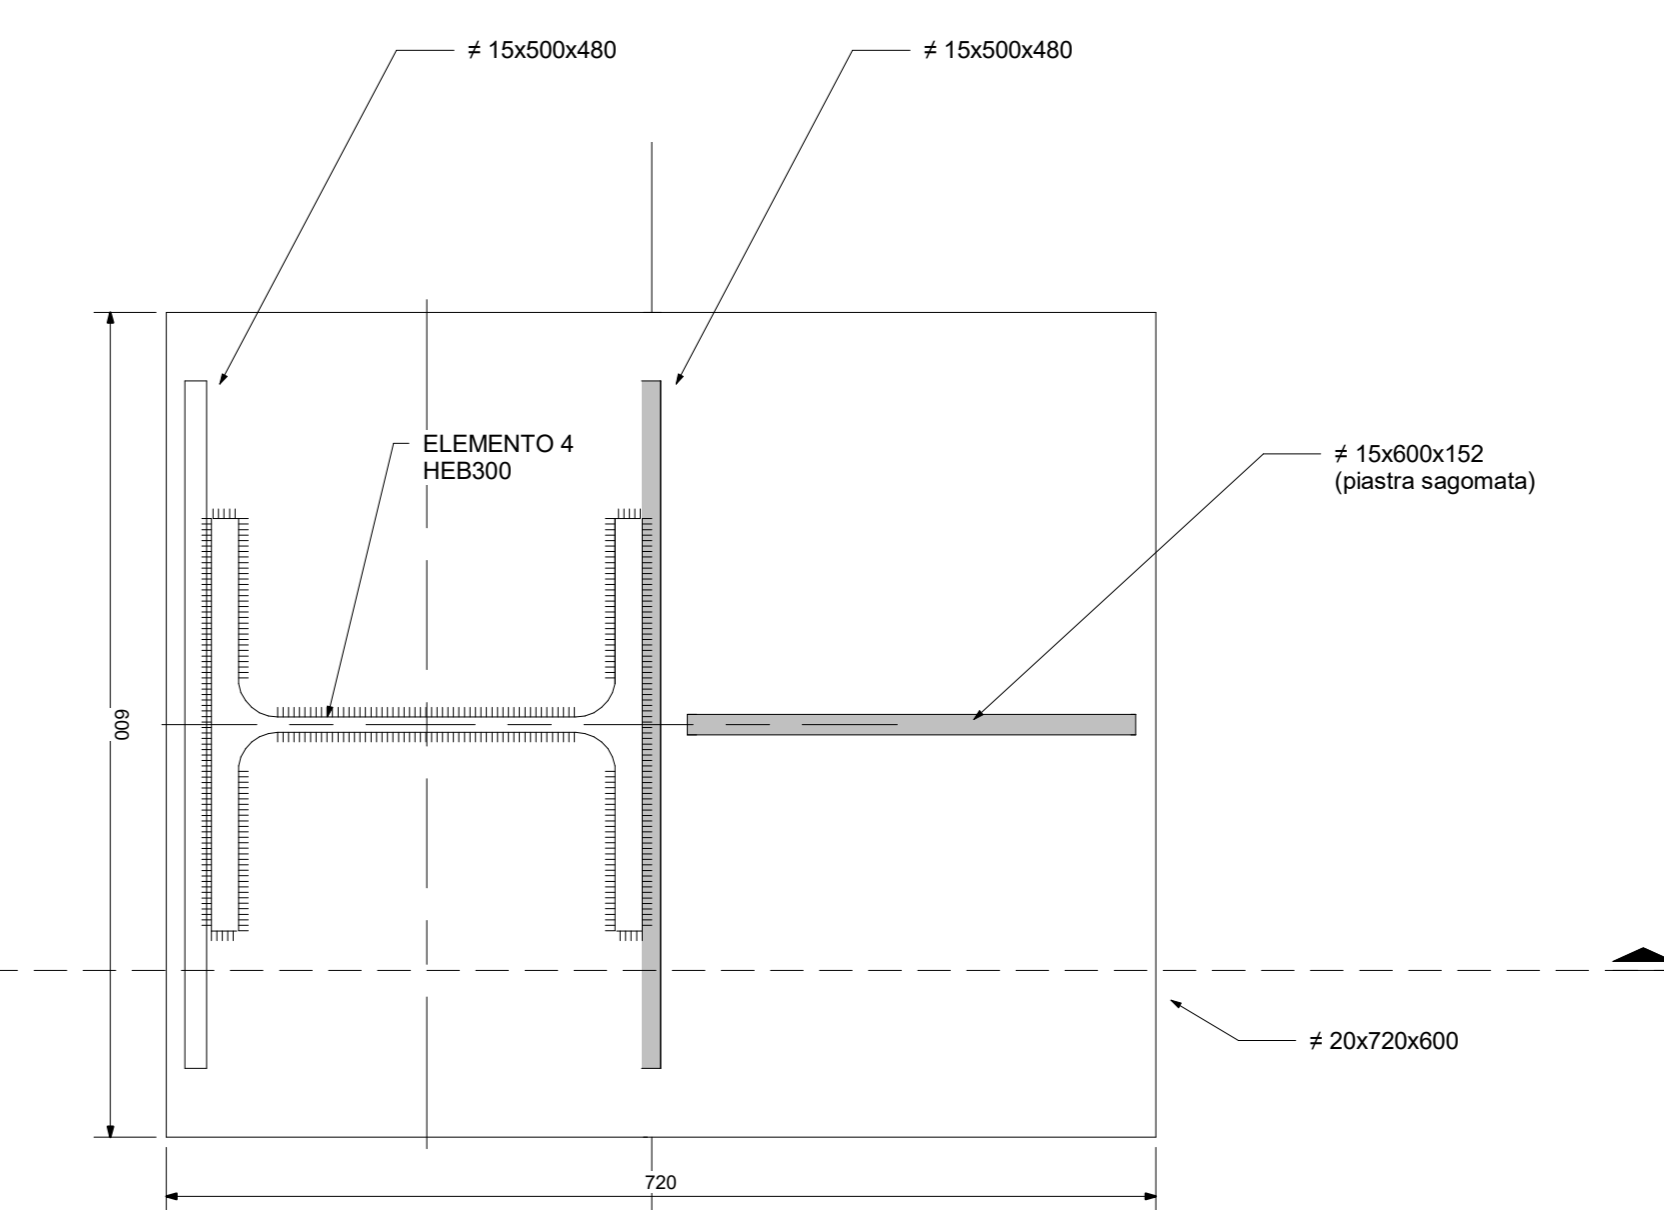 ≠ 15x500x480
≠ 15x500x480
ELEMENTO 4
HEB300
≠ 15x600x152
(piastra sagomata)
600
≠ 20x720x600
720